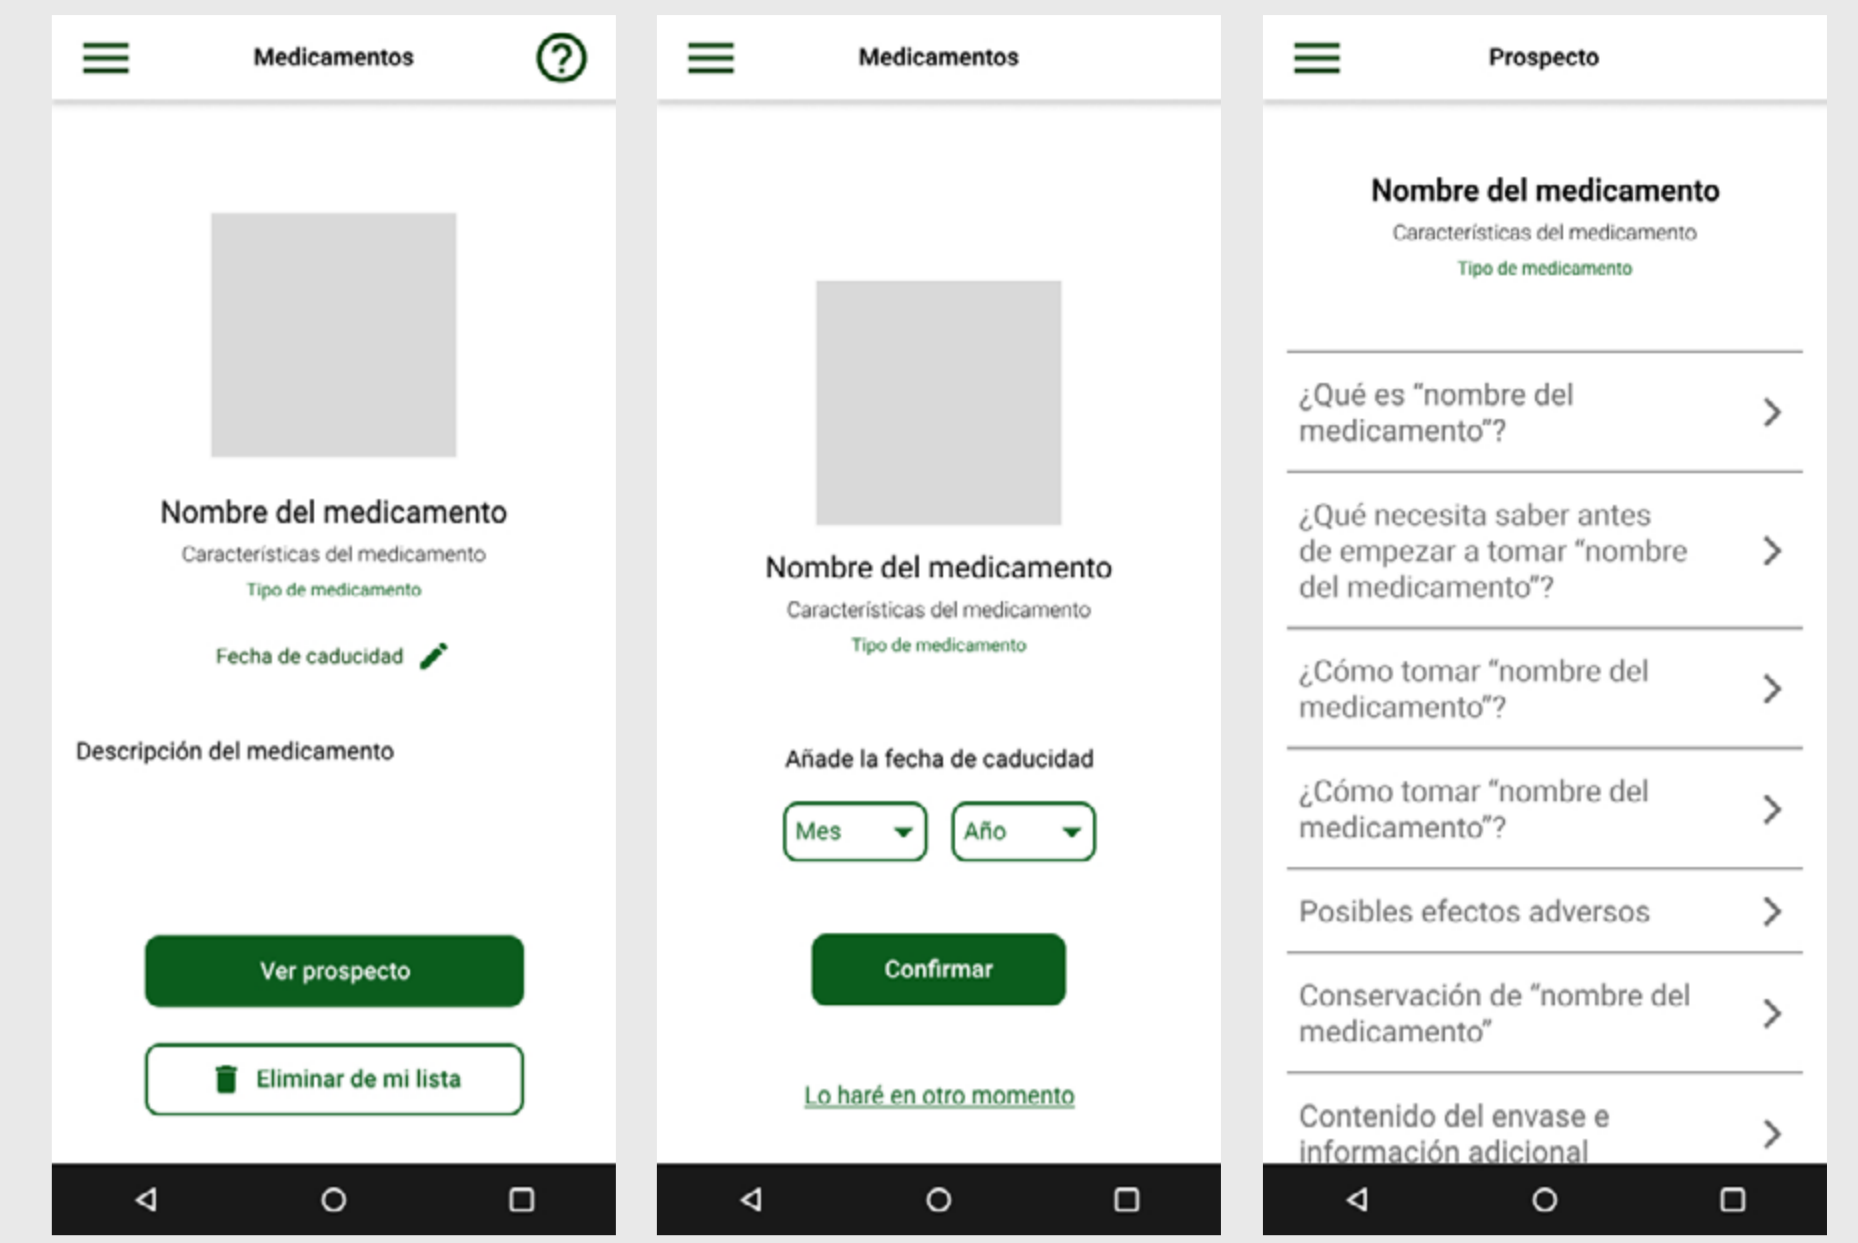 Medicamentos
?
Nombre del medicamento
Características del medicamento
Tipo de medicamento
Fecha de caducidad
Descripción del medicamento
Ver prospecto
Eliminar de mi lista
Medicamentos
Nombre del medicamento
Características del medicamento
Tipo de medicamento
Añade la fecha de caducidad
Mes Año
Confirmar
Lo haré en otro momento
Prospecto
Nombre del medicamento
Características del medicamento
Tipo de medicamento
¿Qué es “nombre del
medicamento”?
¿Qué necesita saber antes
de empezar a tomar “nombre
del medicamento”?
¿Cómo tomar “nombre del
medicamento”?
¿Cómo tomar “nombre del
medicamento”?
Posibles efectos adversos
Conservación de “nombre del
medicamento”
Contenido del envase e
información adicional